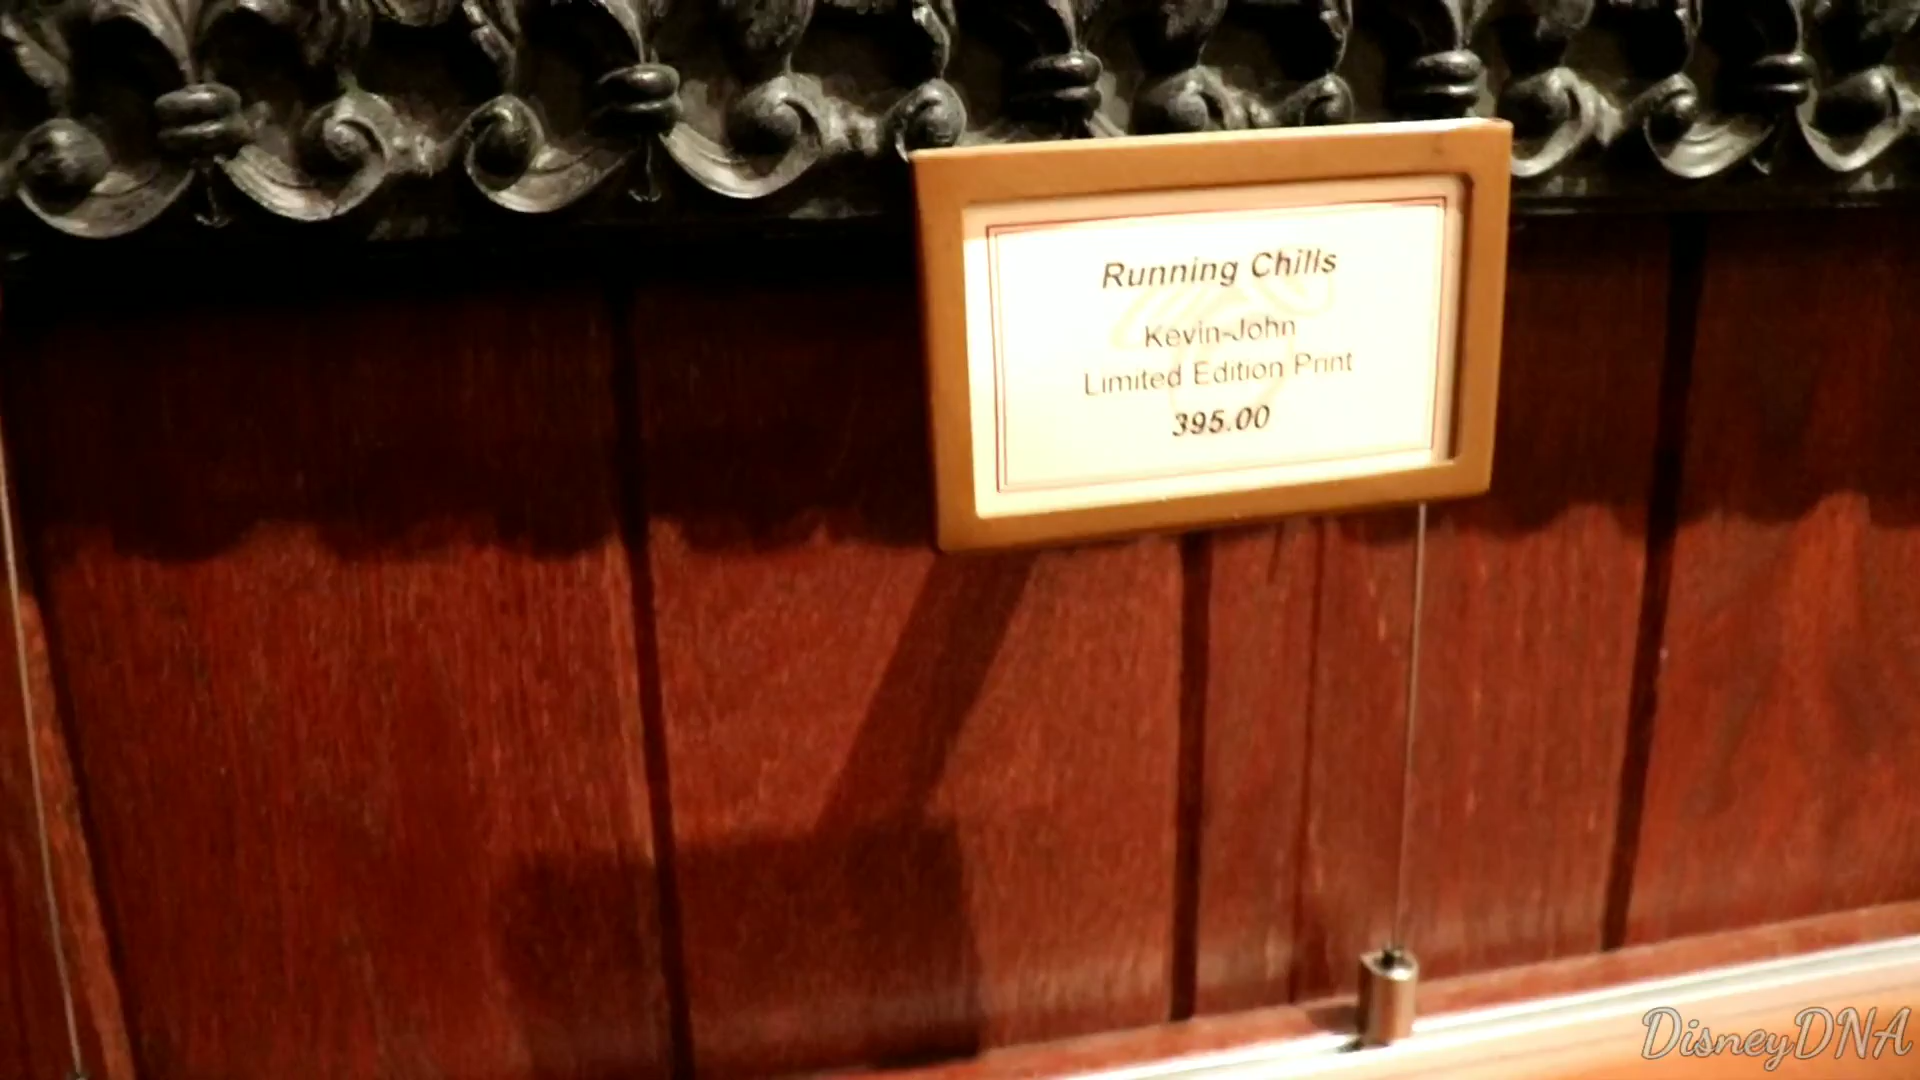 Running Chills
Kevin-John
Limited Edition Print
395.00
DisneyDNA